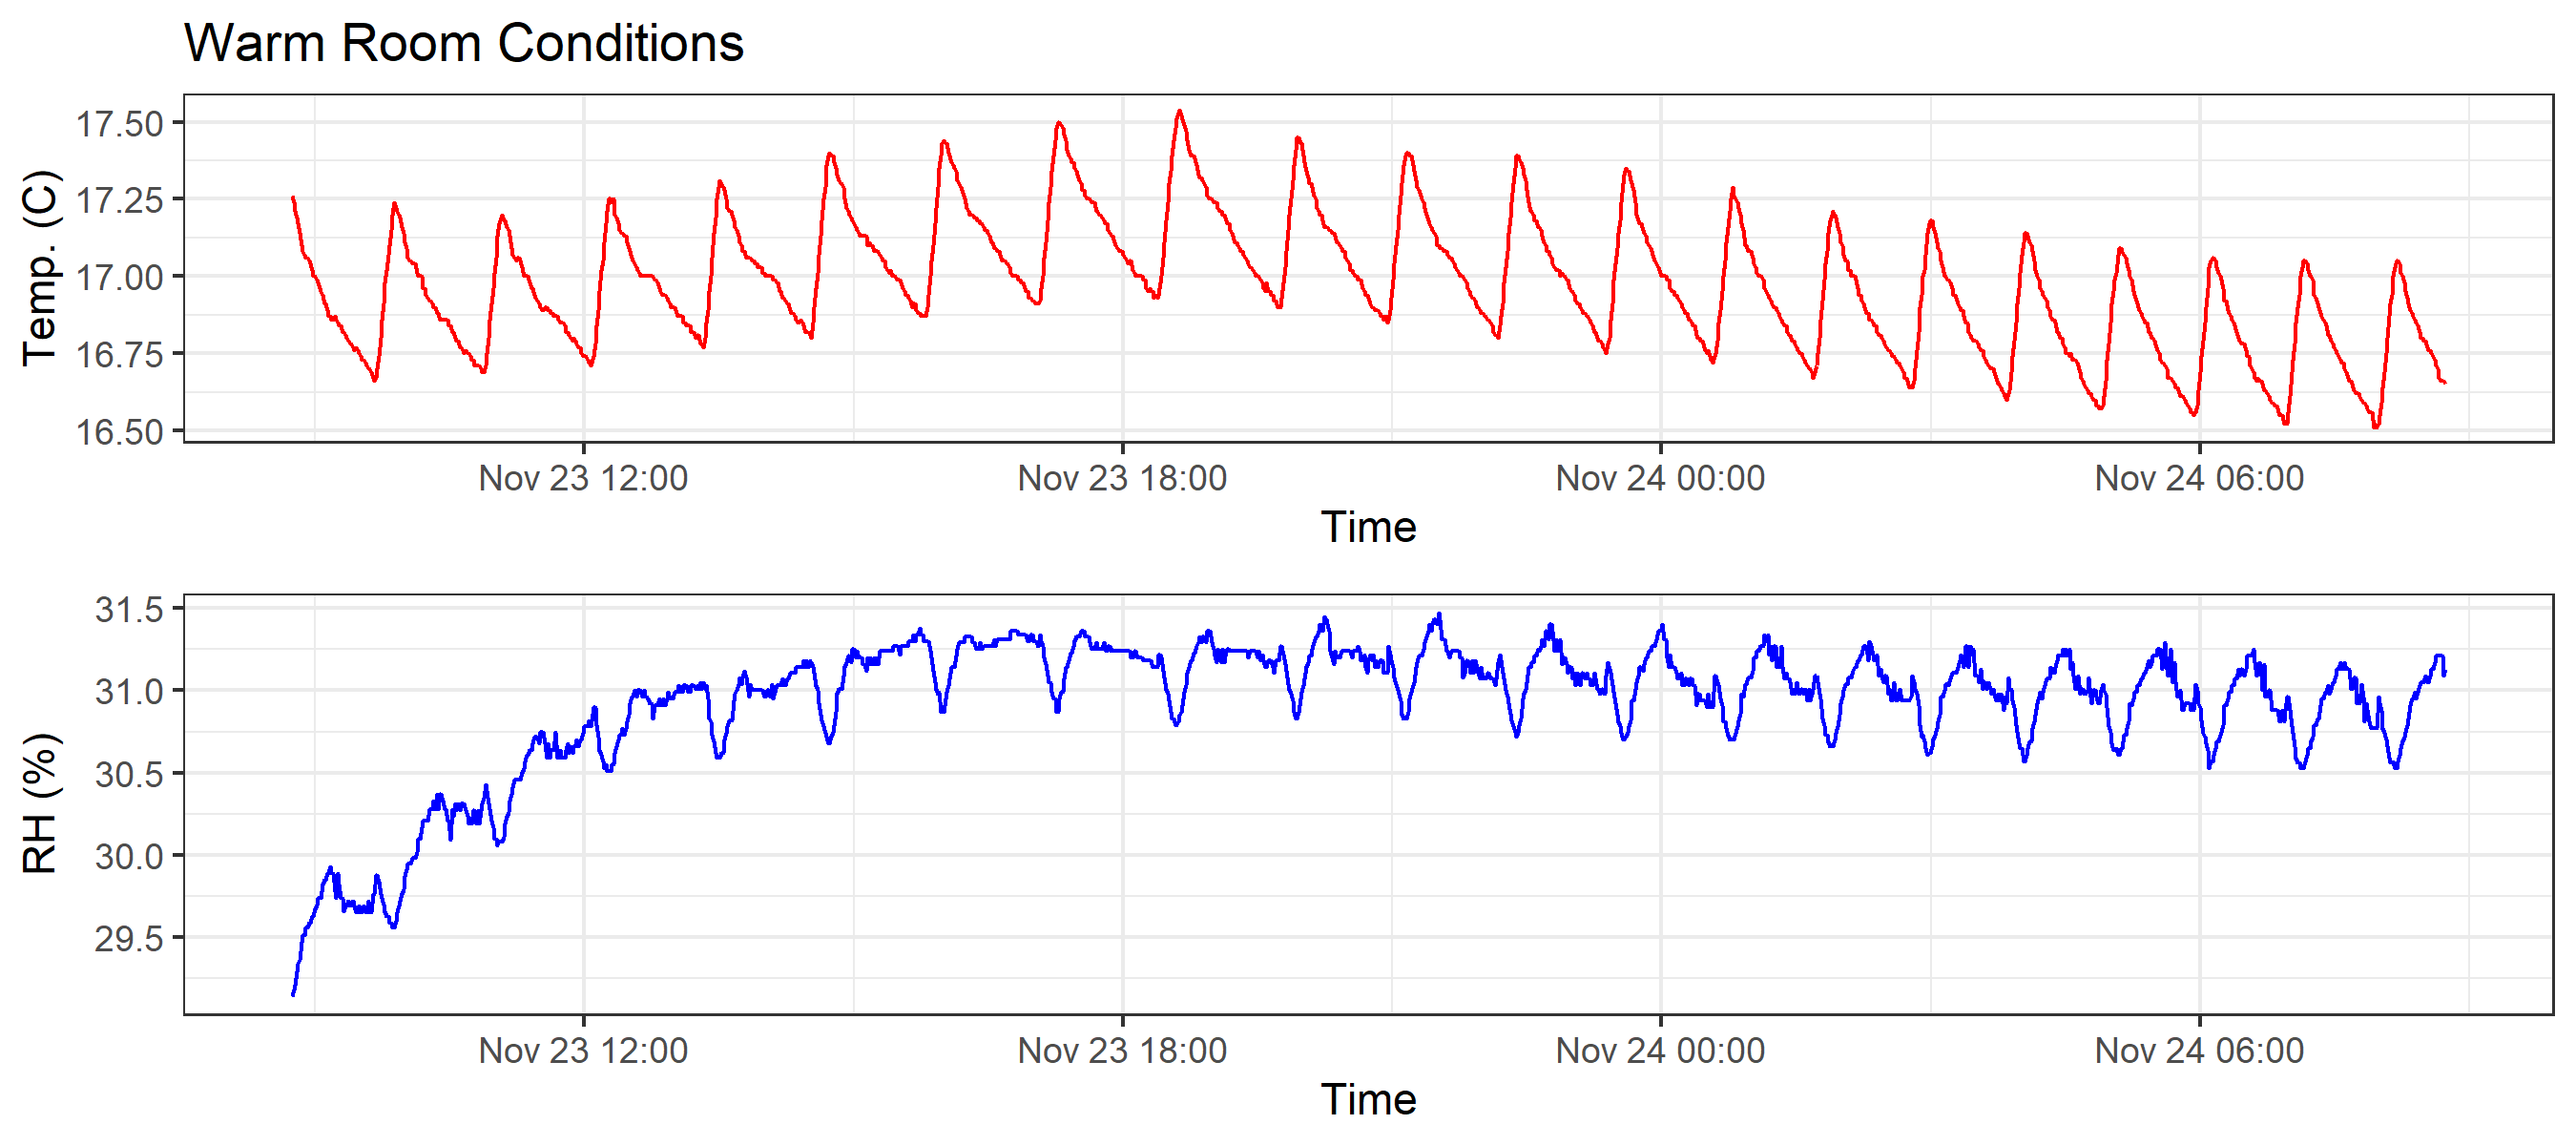 Warm Room Conditions
Temp. (C)
17.50
17.25
17.00
16.75
16.50
Nov 23 12:00 Nov 23 18:00 Nov 24 00:00 Nov 24 06:00
Time
RH (%)
31.5
31.0
30.5
30.0
29.5
Nov 23 12:00 Nov 23 18:00 Nov 24 00:00 Nov 24 06:00
Time